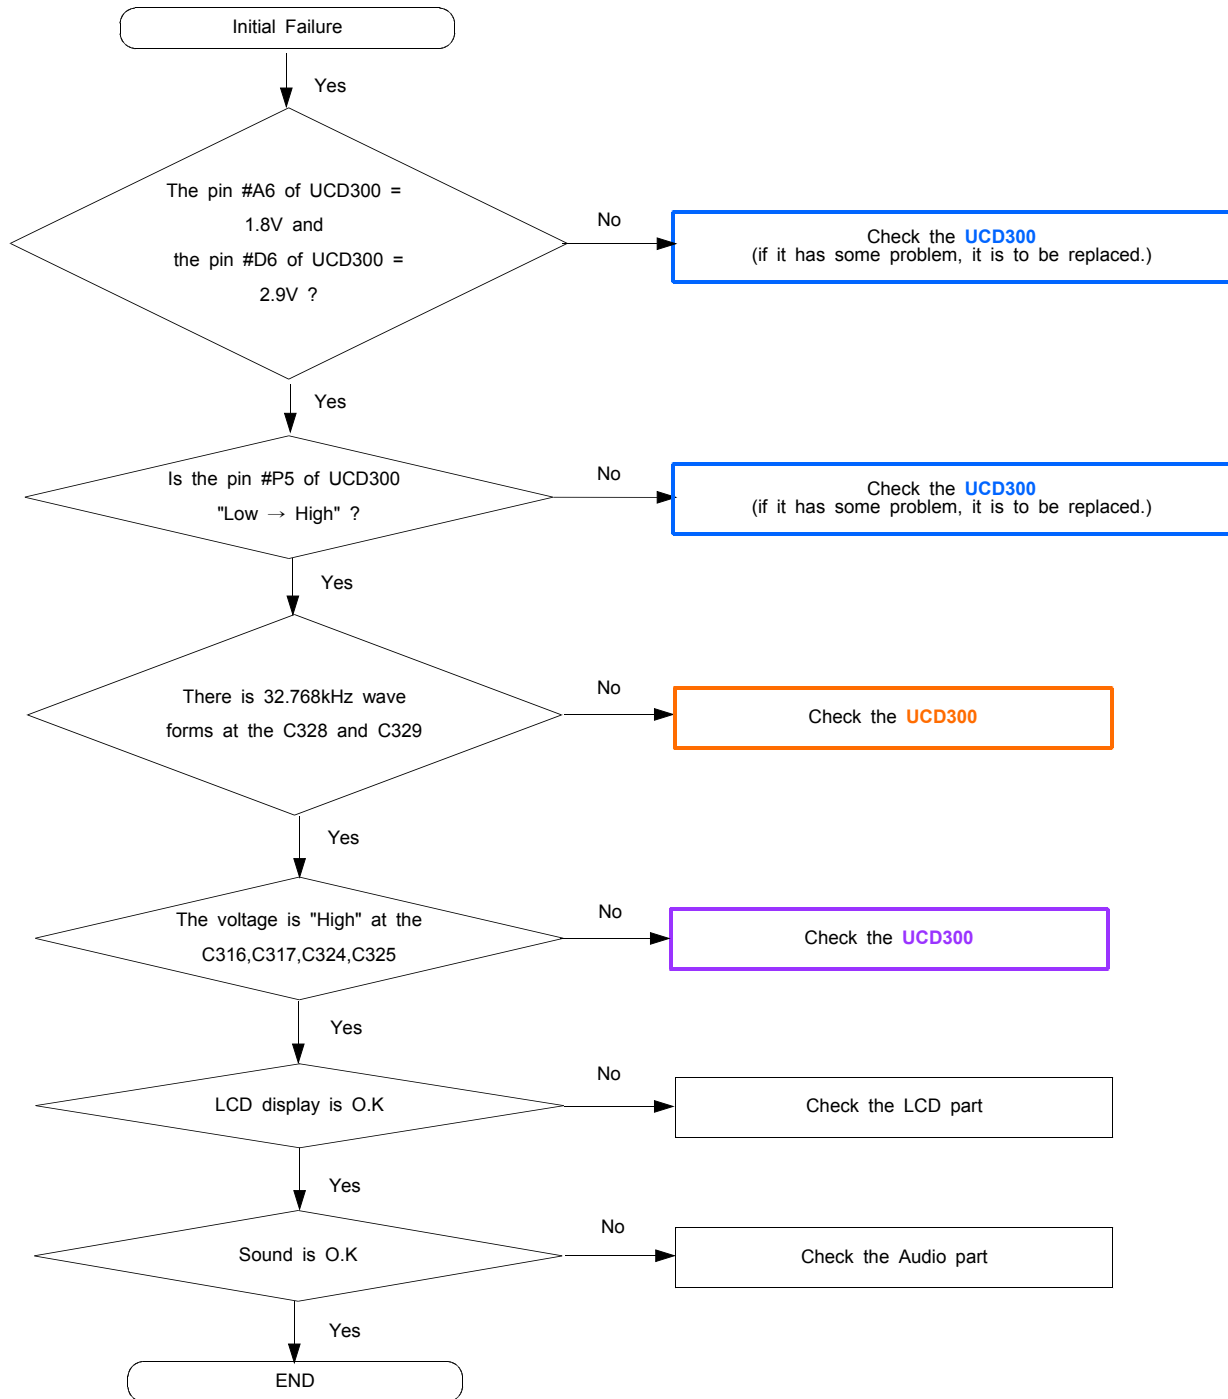 Initial Failure
Yes
The pin #A6 of UCD300 =
1.8V and
the pin #D6 of UCD300 =
2.9V ?
No
Check the UCD300
(if it has some problem, it is to be replaced.)
Yes
Is the pin #P5 of UCD300
"Low → High" ?
No
Check the UCD300
(if it has some problem, it is to be replaced.)
Yes
There is 32.768kHz wave
forms at the C328 and C329
No
Check the UCD300
Yes
The voltage is "High" at the
C316,C317,C324,C325
No
Check the UCD300
Yes
LCD display is O.K
No
Check the LCD part
Yes
Sound is O.K
No
Check the Audio part
Yes
END